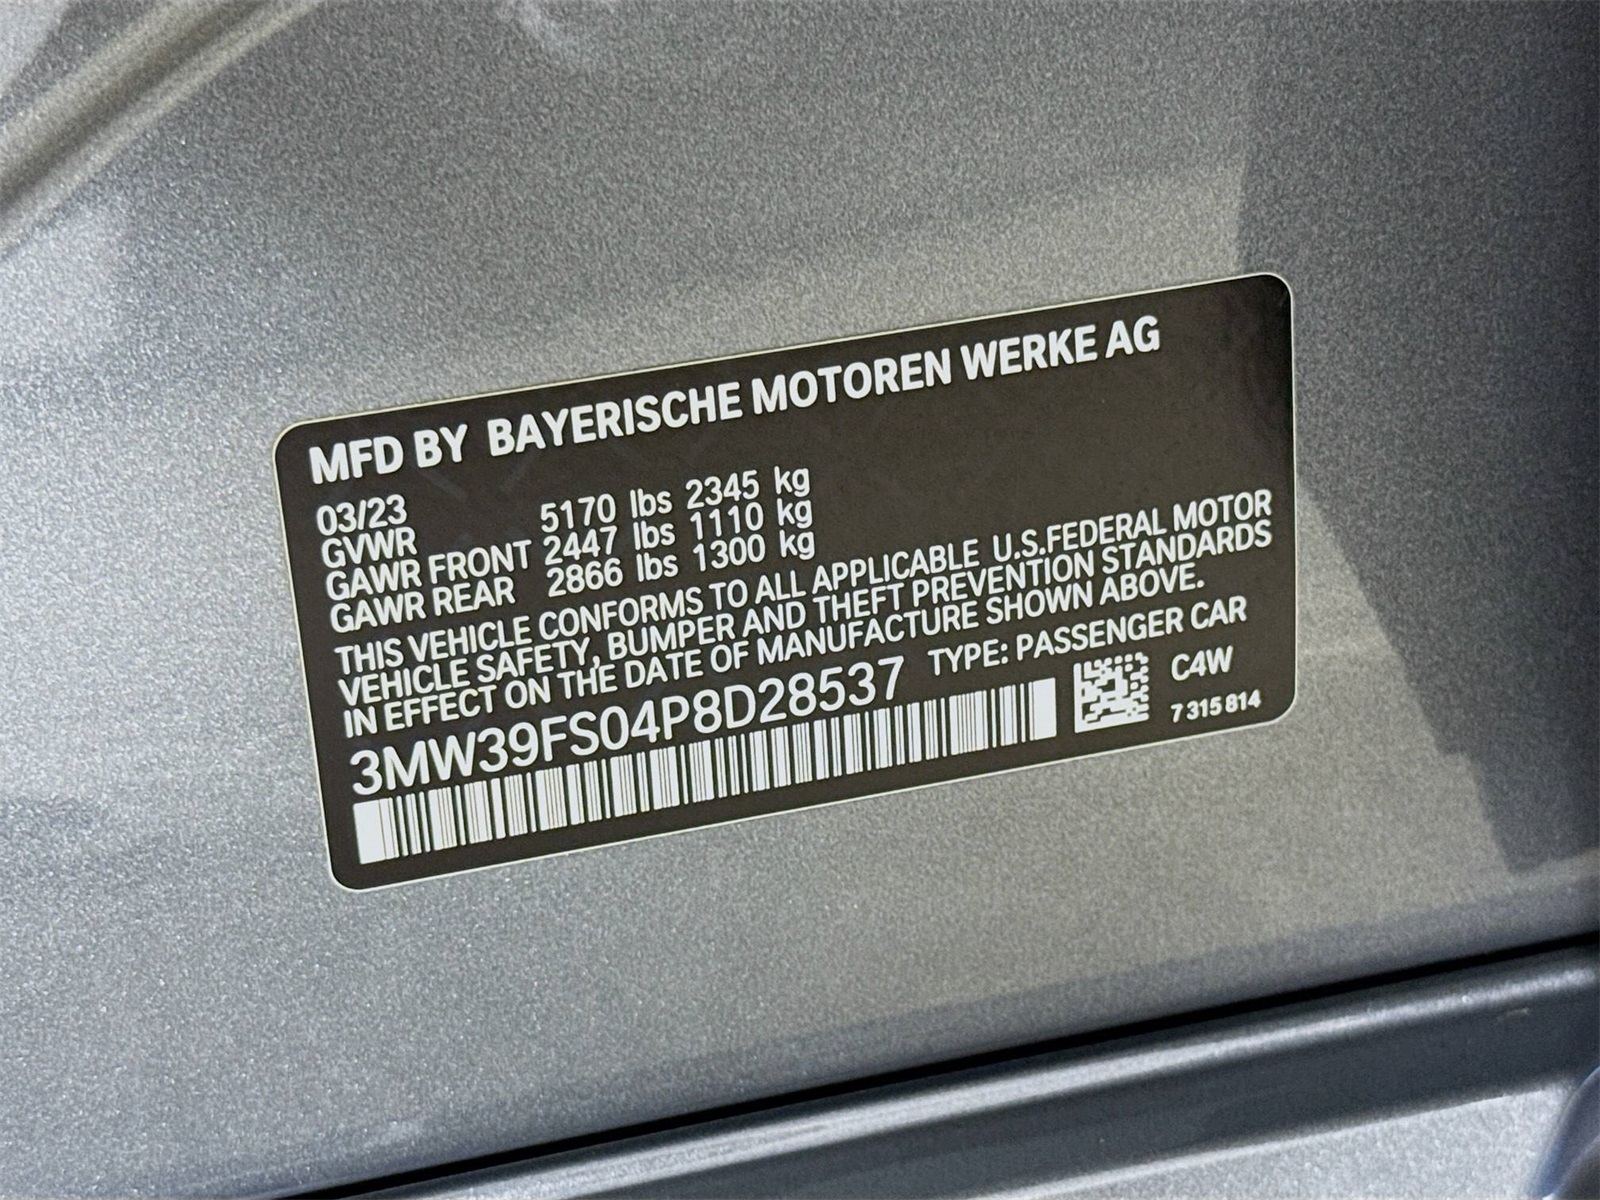 MFD BY BAYERISCHE MOTOREN WERKE AG
03/23
GVWR 5170 lbs 2345 kg
GAWR FRONT 2447 lbs 1110 kg
GAWR REAR 2866 lbs 1300 kg
THIS VEHICLE CONFORMS TO ALL APPLICABLE U.S.FEDERAL MOTOR
VEHICLE SAFETY, BUMPER AND THEFT PREVENTION STANDARDS
IN EFFECT ON THE DATE OF MANUFACTURE SHOWN ABOVE.
3MW39FS04P8D28537 TYPE: PASSENGER CAR
C4W
7 315 814